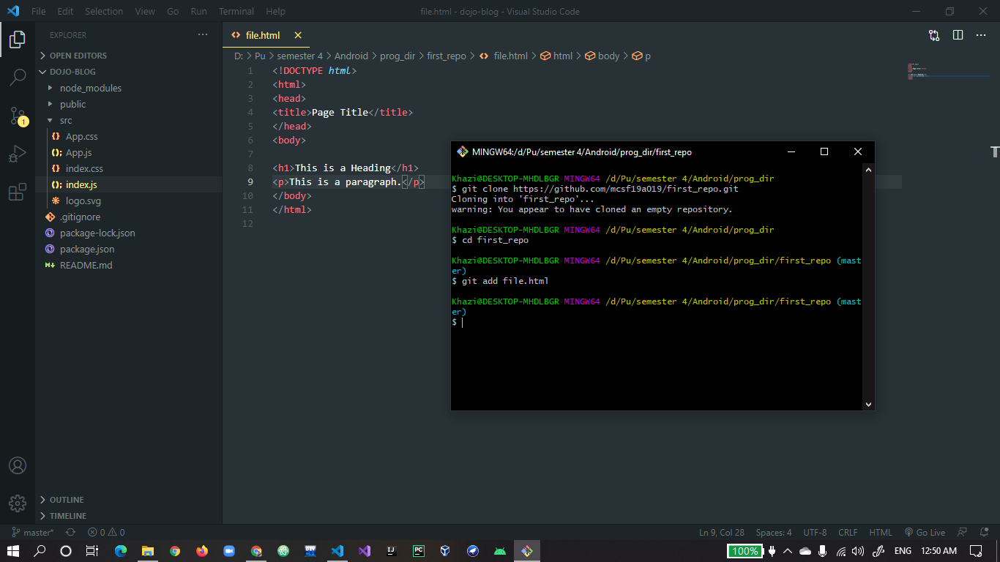 File Edit Selection View Go Run Terminal Help
file.html - dojo-blog - Visual Studio Code
EXPLORER
OPEN EDITORS
DOJO-BLOG
node_modules
public
src
App.css
App.js
index.css
index.js
logo.svg
.gitignore
package-lock.json
package.json
README.md
OUTLINE
TIMELINE
1
file.html
D: > Pu > semester 4 > Android > prog_dir > first_repo > file.html > html > body > p
1 <!DOCTYPE html>
2 <html>
3 <head>
4 <title>Page Title</title>
5 </head>
6 <body>
7
8 <h1>This is a Heading</h1>
9 <p>This is a paragraph.</p>
10 </body>
11 </html>
12
MINGW64:/d/Pu/semester 4/Android/prog_dir/first_repo
Khazi@DESKTOP-MHDLBGR MINGW64 /d/Pu/semester 4/Android/prog_dir
$ git clone https://github.com/mcsf19a019/first_repo.git
Cloning into 'first_repo'...
warning: You appear to have cloned an empty repository.
Khazi@DESKTOP-MHDLBGR MINGW64 /d/Pu/semester 4/Android/prog_dir
$ cd first_repo
Khazi@DESKTOP-MHDLBGR MINGW64 /d/Pu/semester 4/Android/prog_dir/first_repo (mast
er)
$ git add file.html
Khazi@DESKTOP-MHDLBGR MINGW64 /d/Pu/semester 4/Android/prog_dir/first_repo (mast
er)
$
master* 0 0 Ln 9, Col 28 Spaces: 4 UTF-8 CRLF HTML Go Live
100% ENG 12:50 AM